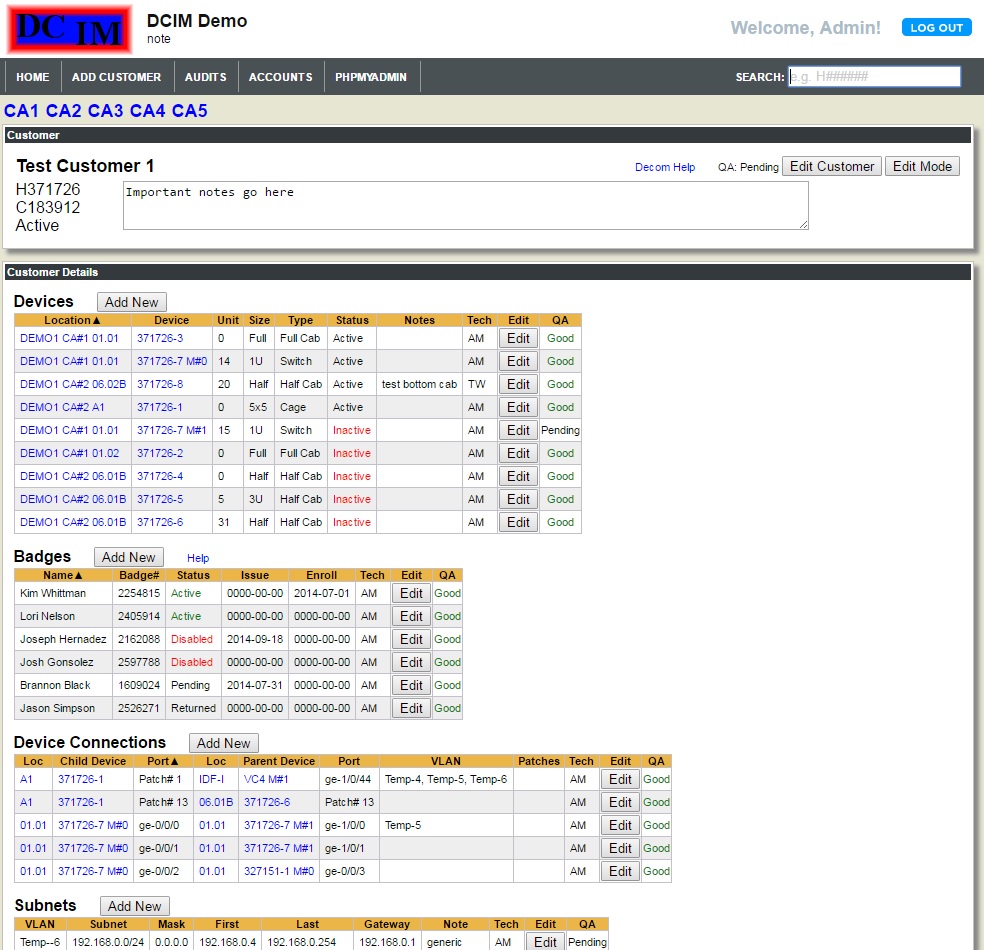 DC IM
DCIM Demo
note
Welcome, Admin!
LOG OUT
HOME ADD CUSTOMER AUDITS ACCOUNTS PHPMYADMIN SEARCH: e.g. H######
CA1 CA2 CA3 CA4 CA5
Customer
Test Customer 1 Decom Help QA: Pending Edit Customer Edit Mode
H371726 Important notes go here
C183912
Active
Customer Details
Devices Add New
Location▲ Device Unit Size Type Status Notes Tech Edit QA
DEMO1 CA#1 01.01 371726-3 0 Full Full Cab Active AM Edit Good
DEMO1 CA#1 01.01 371726-7 M#0 14 1U Switch Active AM Edit Good
DEMO1 CA#2 06.02B 371726-8 20 Half Half Cab Active test bottom cab TW Edit Good
DEMO1 CA#2 A1 371726-1 0 5x5 Cage Active AM Edit Good
DEMO1 CA#1 01.01 371726-7 M#1 15 1U Switch Inactive AM Edit Pending
DEMO1 CA#1 01.02 371726-2 0 Full Full Cab Inactive AM Edit Good
DEMO1 CA#2 06.01B 371726-4 0 Half Half Cab Inactive AM Edit Good
DEMO1 CA#2 06.01B 371726-5 5 3U Half Cab Inactive AM Edit Good
DEMO1 CA#2 06.01B 371726-6 31 Half Half Cab Inactive AM Edit Good
Badges Add New Help
Name▲ Badge# Status Issue Enroll Tech Edit QA
Kim Whittman 2254815 Active 0000-00-00 2014-07-01 AM Edit Good
Lori Nelson 2405914 Active 0000-00-00 0000-00-00 AM Edit Good
Joseph Hernadez 2162088 Disabled 2014-09-18 0000-00-00 AM Edit Good
Josh Gonsolez 2597788 Disabled 0000-00-00 0000-00-00 AM Edit Good
Brannon Black 1609024 Pending 2014-07-31 0000-00-00 AM Edit Good
Jason Simpson 2526271 Returned 0000-00-00 0000-00-00 AM Edit Good
Device Connections Add New
Loc Child Device Port▲ Loc Parent Device Port VLAN Patches Tech Edit QA
A1 371726-1 Patch# 1 IDF-I VC4 M#1 ge-1/0/44 Temp-4, Temp-5, Temp-6 AM Edit Good
A1 371726-1 Patch# 13 06.01B 371726-6 Patch# 13 AM Edit Good
01.01 371726-7 M#0 ge-0/0/0 01.01 371726-7 M#1 ge-1/0/0 Temp-5 AM Edit Good
01.01 371726-7 M#0 ge-0/0/1 01.01 371726-7 M#1 ge-1/0/1 AM Edit Good
01.01 371726-7 M#0 ge-0/0/2 01.01 327151-1 M#0 ge-0/0/3 AM Edit Good
Subnets Add New
VLAN Subnet Mask First Last Gateway Note Tech Edit QA
Temp--6 192.168.0.0/24 0.0.0.0 192.168.0.4 192.168.0.254 192.168.0.1 generic AM Edit Pending